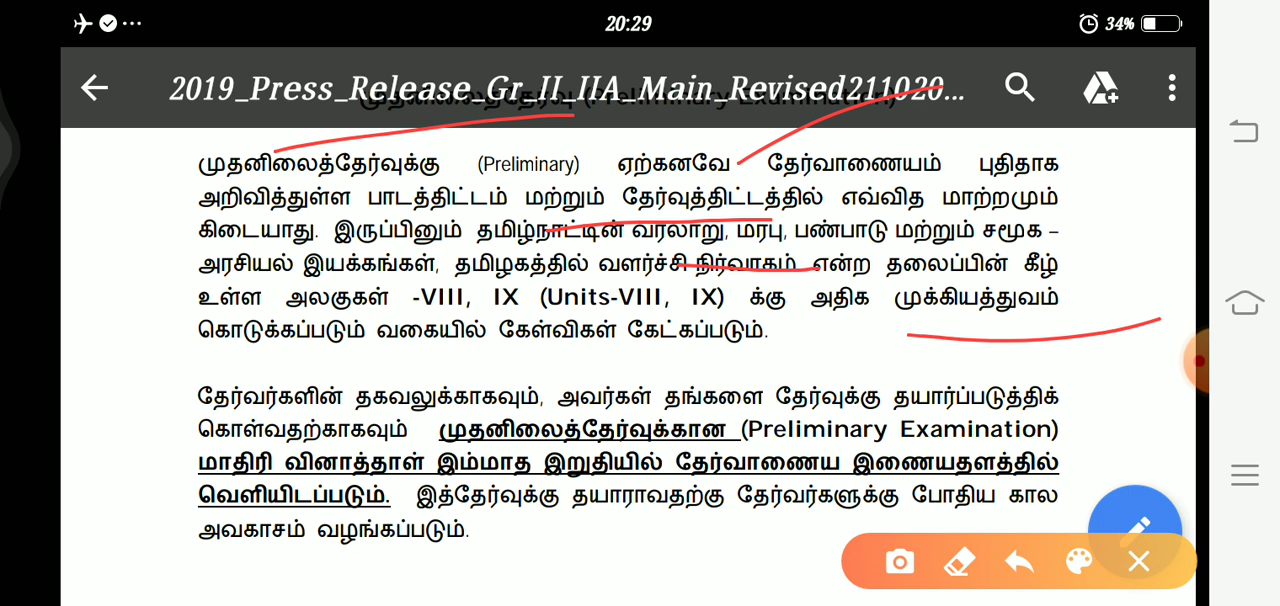 20:29
34%
2019_Press_Release_Gr_II_IIA_Main_Revised211020...
முதனிலைத்தேர்வு (Preliminary Examination)
முதனிலைத்தேர்வுக்கு (Preliminary) ஏற்கனவே தேர்வாணையம் புதிதாக
அறிவித்துள்ள பாடத்திட்டம் மற்றும் தேர்வுத்திட்டத்தில் எவ்வித மாற்றமும்
கிடையாது. இருப்பினும் தமிழ்நாட்டின் வரலாறு, மரபு, பண்பாடு மற்றும் சமூக –
அரசியல் இயக்கங்கள், தமிழகத்தில் வளர்ச்சி நிர்வாகம் என்ற தலைப்பின் கீழ்
உள்ள அலகுகள் -VIII, IX (Units-VIII, IX) க்கு அதிக முக்கியத்துவம்
கொடுக்கப்படும் வகையில் கேள்விகள் கேட்கப்படும்.
தேர்வர்களின் தகவலுக்காகவும், அவர்கள் தங்களை தேர்வுக்கு தயார்ப்படுத்திக்
கொள்வதற்காகவும் முதனிலைத்தேர்வுக்கான (Preliminary Examination)
மாதிரி வினாத்தாள் இம்மாத இறுதியில் தேர்வாணைய இணையதளத்தில்
வெளியிடப்படும். இத்தேர்வுக்கு தயாராவதற்கு தேர்வர்களுக்கு போதிய கால
அவகாசம் வழங்கப்படும்.